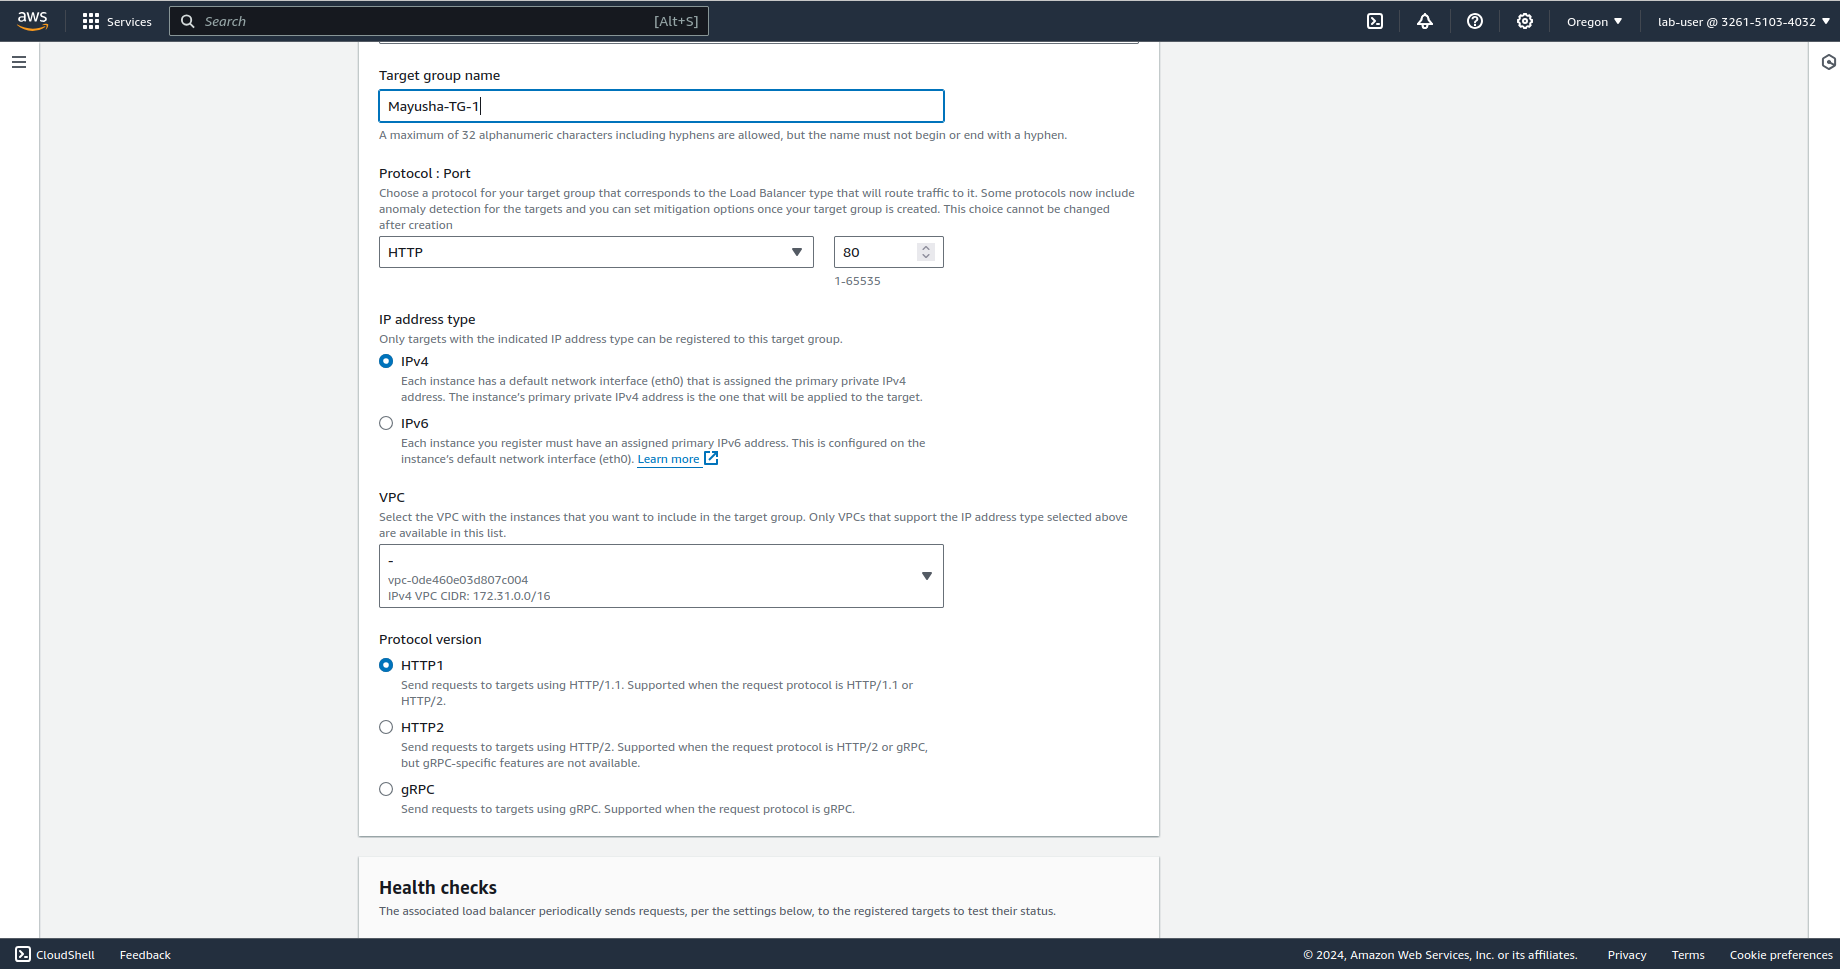 aws Services Search [Alt+S] Oregon lab-user @ 3261-5103-4032
Target group name
Mayusha-TG-1
A maximum of 32 alphanumeric characters including hyphens are allowed, but the name must not begin or end with a hyphen.
Protocol : Port
Choose a protocol for your target group that corresponds to the Load Balancer type that will route traffic to it. Some protocols now include
anomaly detection for the targets and you can set mitigation options once your target group is created. This choice cannot be changed
after creation
HTTP 80
1-65535
IP address type
Only targets with the indicated IP address type can be registered to this target group.
IPv4
Each instance has a default network interface (eth0) that is assigned the primary private IPv4
address. The instance's primary private IPv4 address is the one that will be applied to the target.
IPv6
Each instance you register must have an assigned primary IPv6 address. This is configured on the
instance's default network interface (eth0). Learn more
VPC
Select the VPC with the instances that you want to include in the target group. Only VPCs that support the IP address type selected above
are available in this list.
-
vpc-0de460e03d807c004
IPv4 VPC CIDR: 172.31.0.0/16
Protocol version
HTTP1
Send requests to targets using HTTP/1.1. Supported when the request protocol is HTTP/1.1 or
HTTP/2.
HTTP2
Send requests to targets using HTTP/2. Supported when the request protocol is HTTP/2 or gRPC,
but gRPC-specific features are not available.
gRPC
Send requests to targets using gRPC. Supported when the request protocol is gRPC.
Health checks
The associated load balancer periodically sends requests, per the settings below, to the registered targets to test their status.
CloudShell Feedback © 2024, Amazon Web Services, Inc. or its affiliates. Privacy Terms Cookie preferences